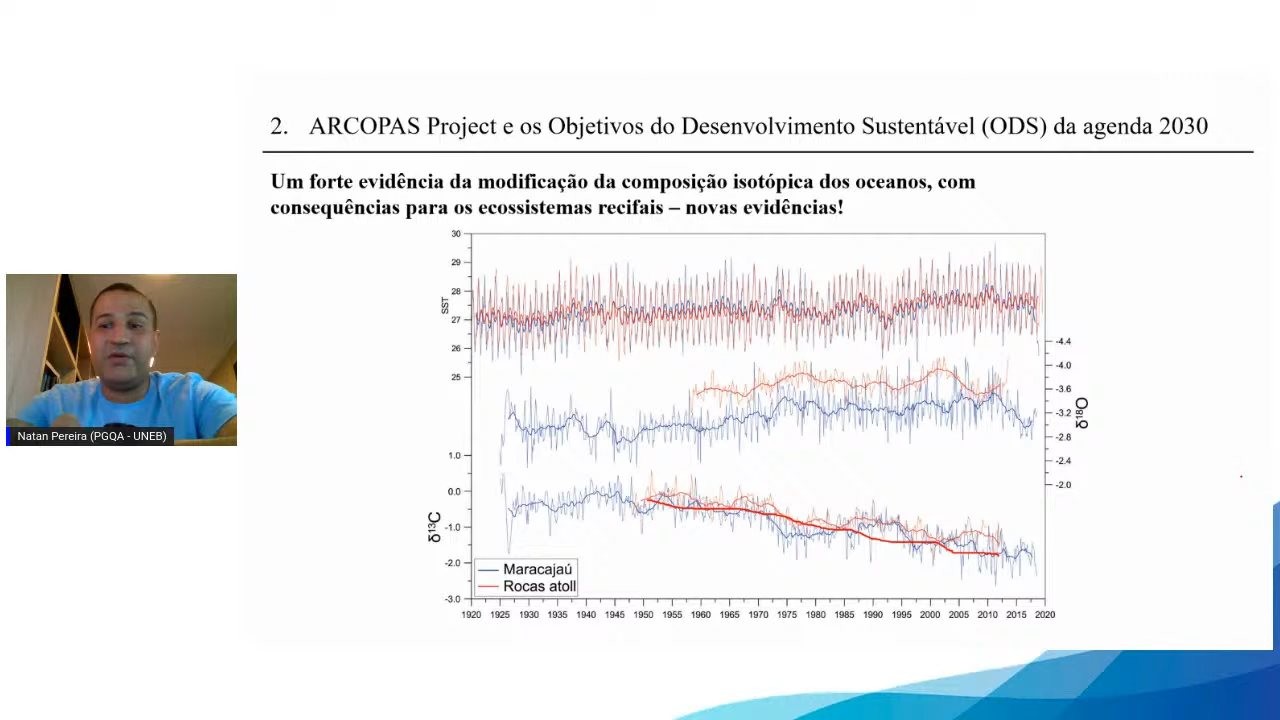 2. ARCOPAS Project e os Objetivos do Desenvolvimento Sustentável (ODS) da agenda 2030
Um forte evidência da modificação da composição isotópica dos oceanos, com
consequências para os ecossistemas recifais – novas evidências!
30
29
28
27
26
25
SST
-4.4
-4.0
-3.6
-3.2
-2.8
-2.4
-2.0
δ18O
1.0
0.0
-1.0
-2.0
-3.0
δ13C
Maracajaú
Rocas atoll
1920 1925 1930 1935 1940 1945 1950 1955 1960 1965 1970 1975 1980 1985 1990 1995 2000 2005 2010 2015 2020
Natan Pereira (PGQA - UNEB)